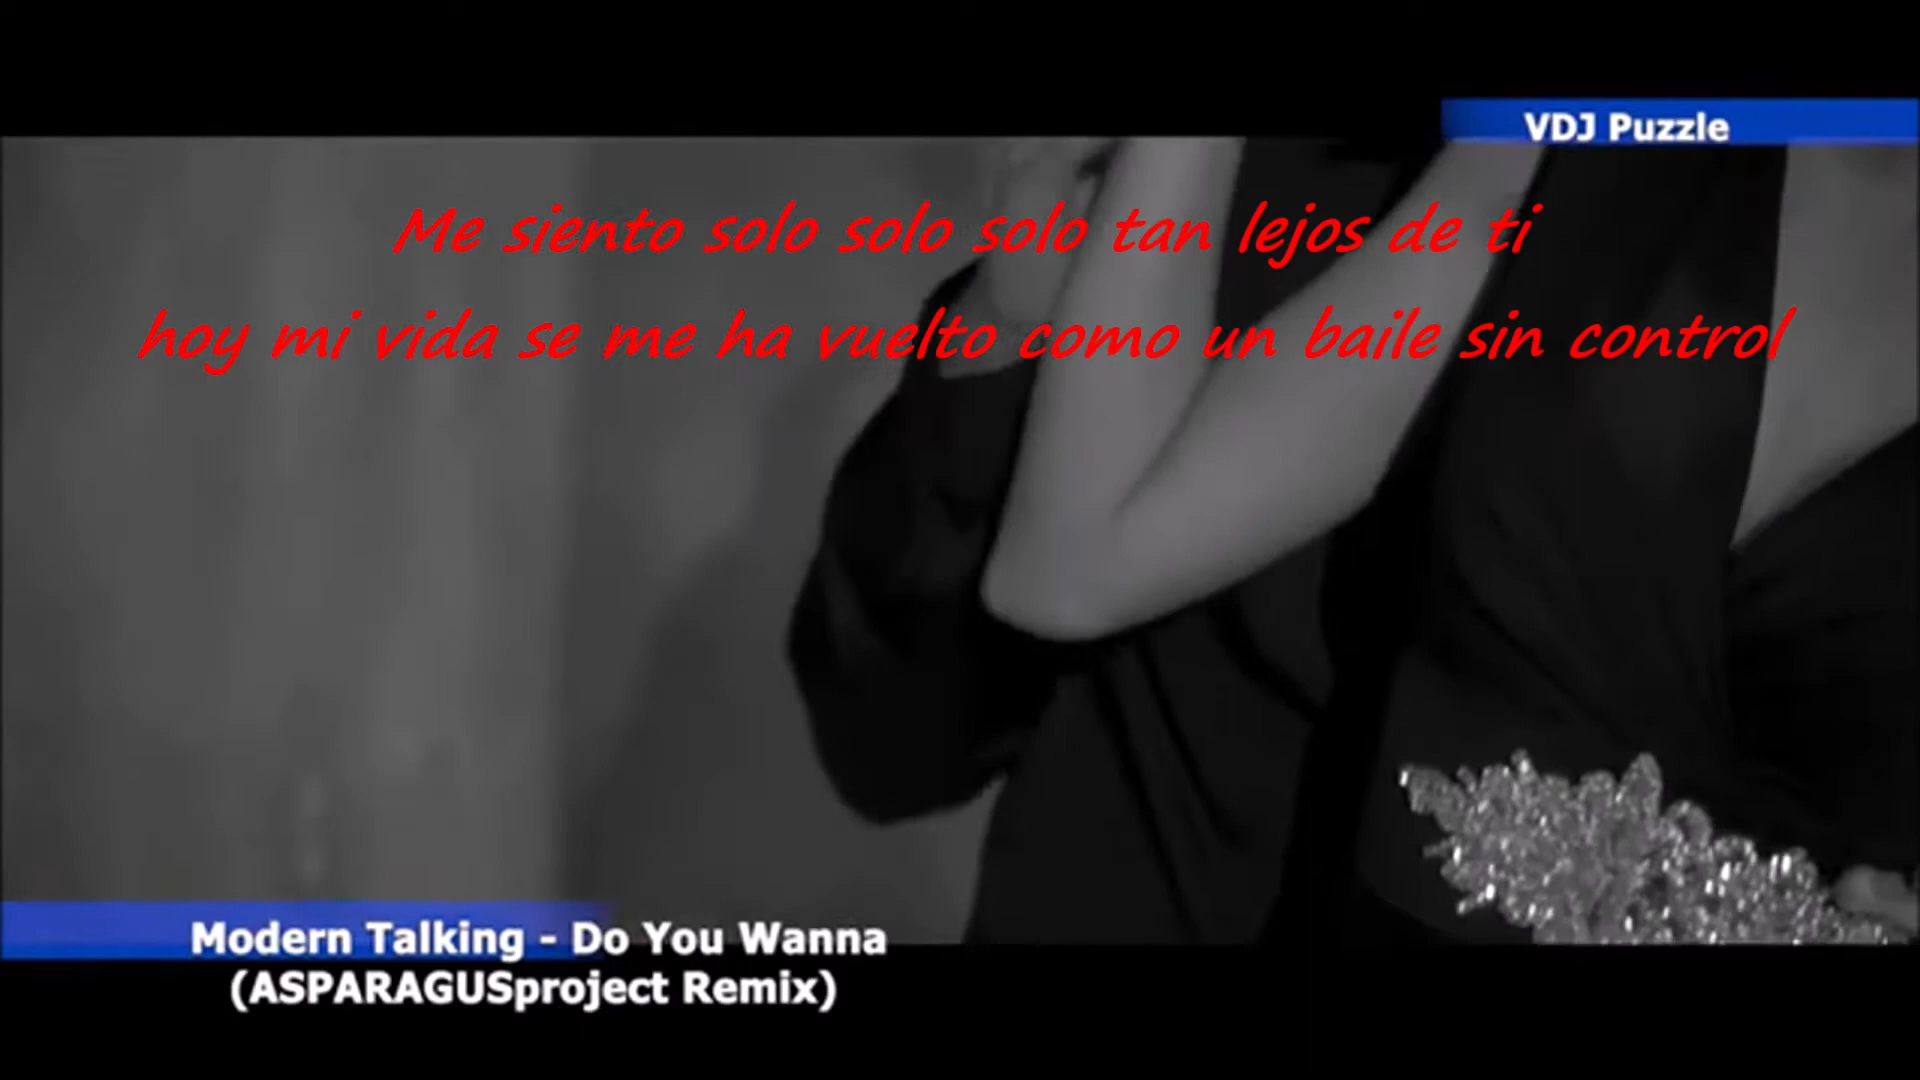 VDJ Puzzle
Me siento solo solo solo tan lejos de ti
hoy mi vida se me ha vuelto como un baile sin control
Modern Talking - Do You Wanna
(ASPARAGUSproject Remix)